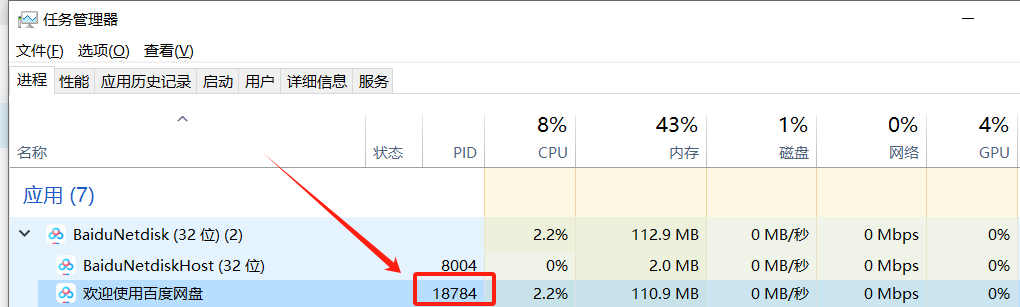 任务管理器
文件(F) 选项(O) 查看(V)
进程 性能 应用历史记录 启动 用户 详细信息 服务
8% 43% 1% 0% 4%
名称 状态 PID CPU 内存 磁盘 网络 GPU
应用 (7)
BaiduNetdisk (32 位) (2) 2.2% 112.9 MB 0 MB/秒 0 Mbps 0%
BaiduNetdiskHost (32 位) 8004 0% 2.0 MB 0 MB/秒 0 Mbps 0%
欢迎使用百度网盘 18784 2.2% 110.9 MB 0 MB/秒 0 Mbps 0%